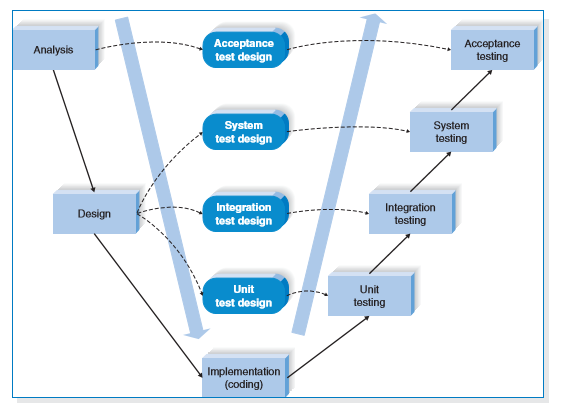 Analysis
Acceptance
test design
Acceptance
testing
System
test design
System
testing
Design
Integration
test design
Integration
testing
Unit
test design
Unit
testing
Implementation
(coding)